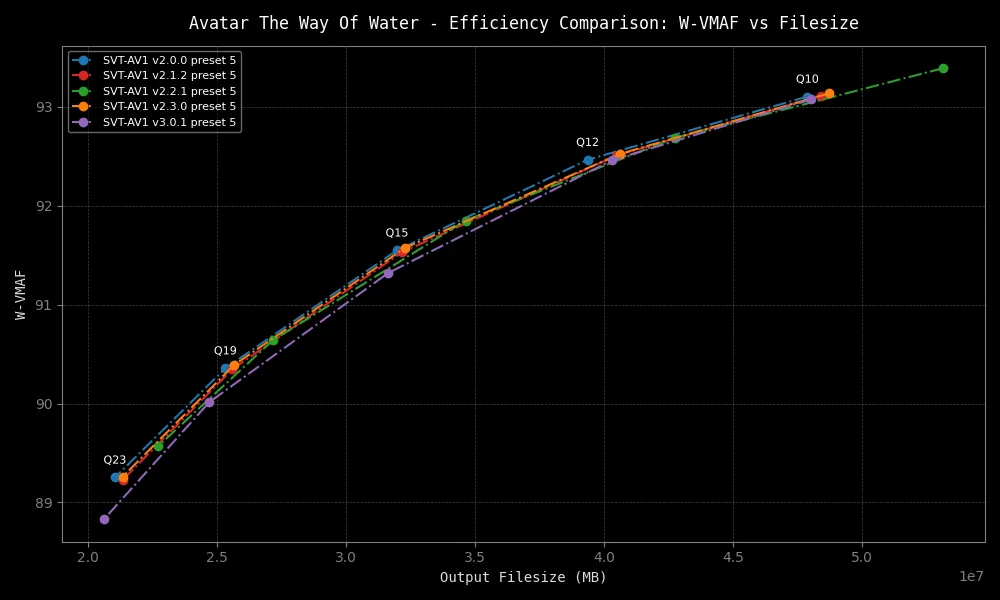 Avatar The Way Of Water - Efficiency Comparison: W-VMAF vs Filesize
SVT-AV1 v2.0.0 preset 5
SVT-AV1 v2.1.2 preset 5
SVT-AV1 v2.2.1 preset 5
SVT-AV1 v2.3.0 preset 5
SVT-AV1 v3.0.1 preset 5
Q10
93
Q12
92
Q15
W-VMAF
91
Q19
90
Q23
89
2.0 2.5 3.0 3.5 4.0 4.5 5.0
1e7
Output Filesize (MB)